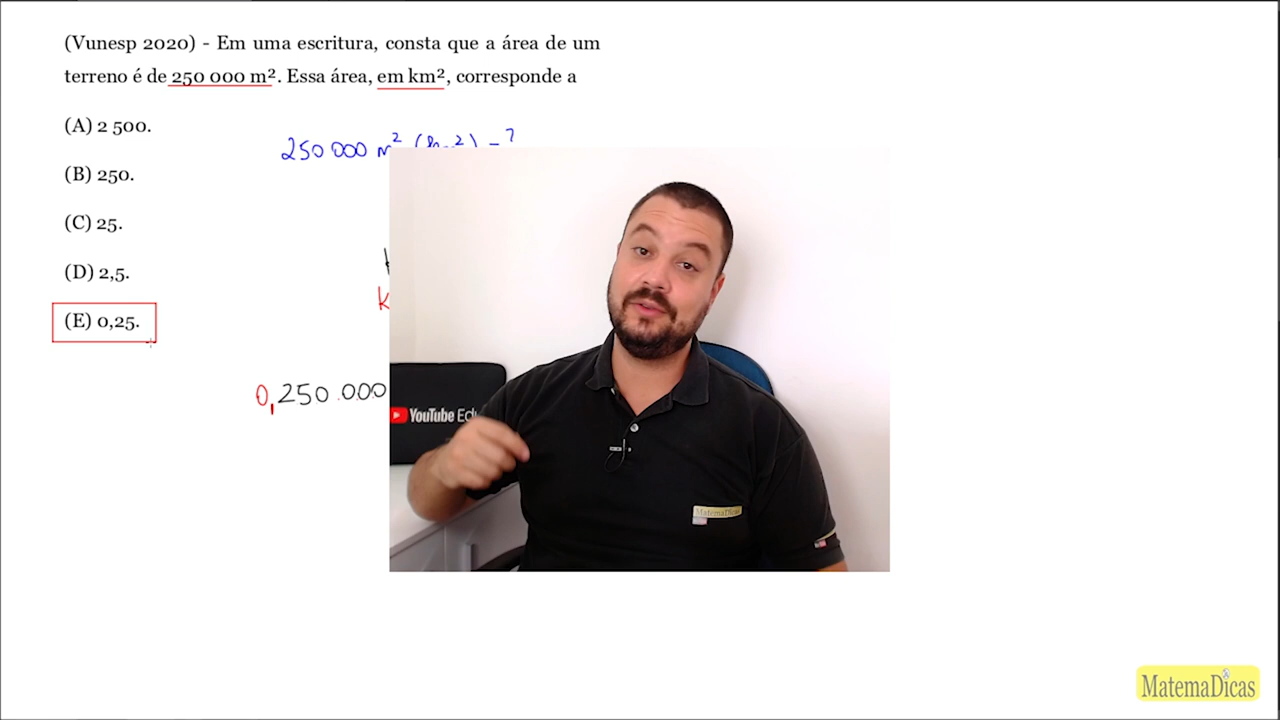 (Vunesp 2020) - Em uma escritura, consta que a área de um
terreno é de 250 000 m². Essa área, em km², corresponde a
(A) 2 500.
250 000 m² = ?
(B) 250.
(C) 25.
(D) 2,5.
k
(E) 0,25.
0,250.000
YouTube Edu
MatemaDicas
MatemaDicas